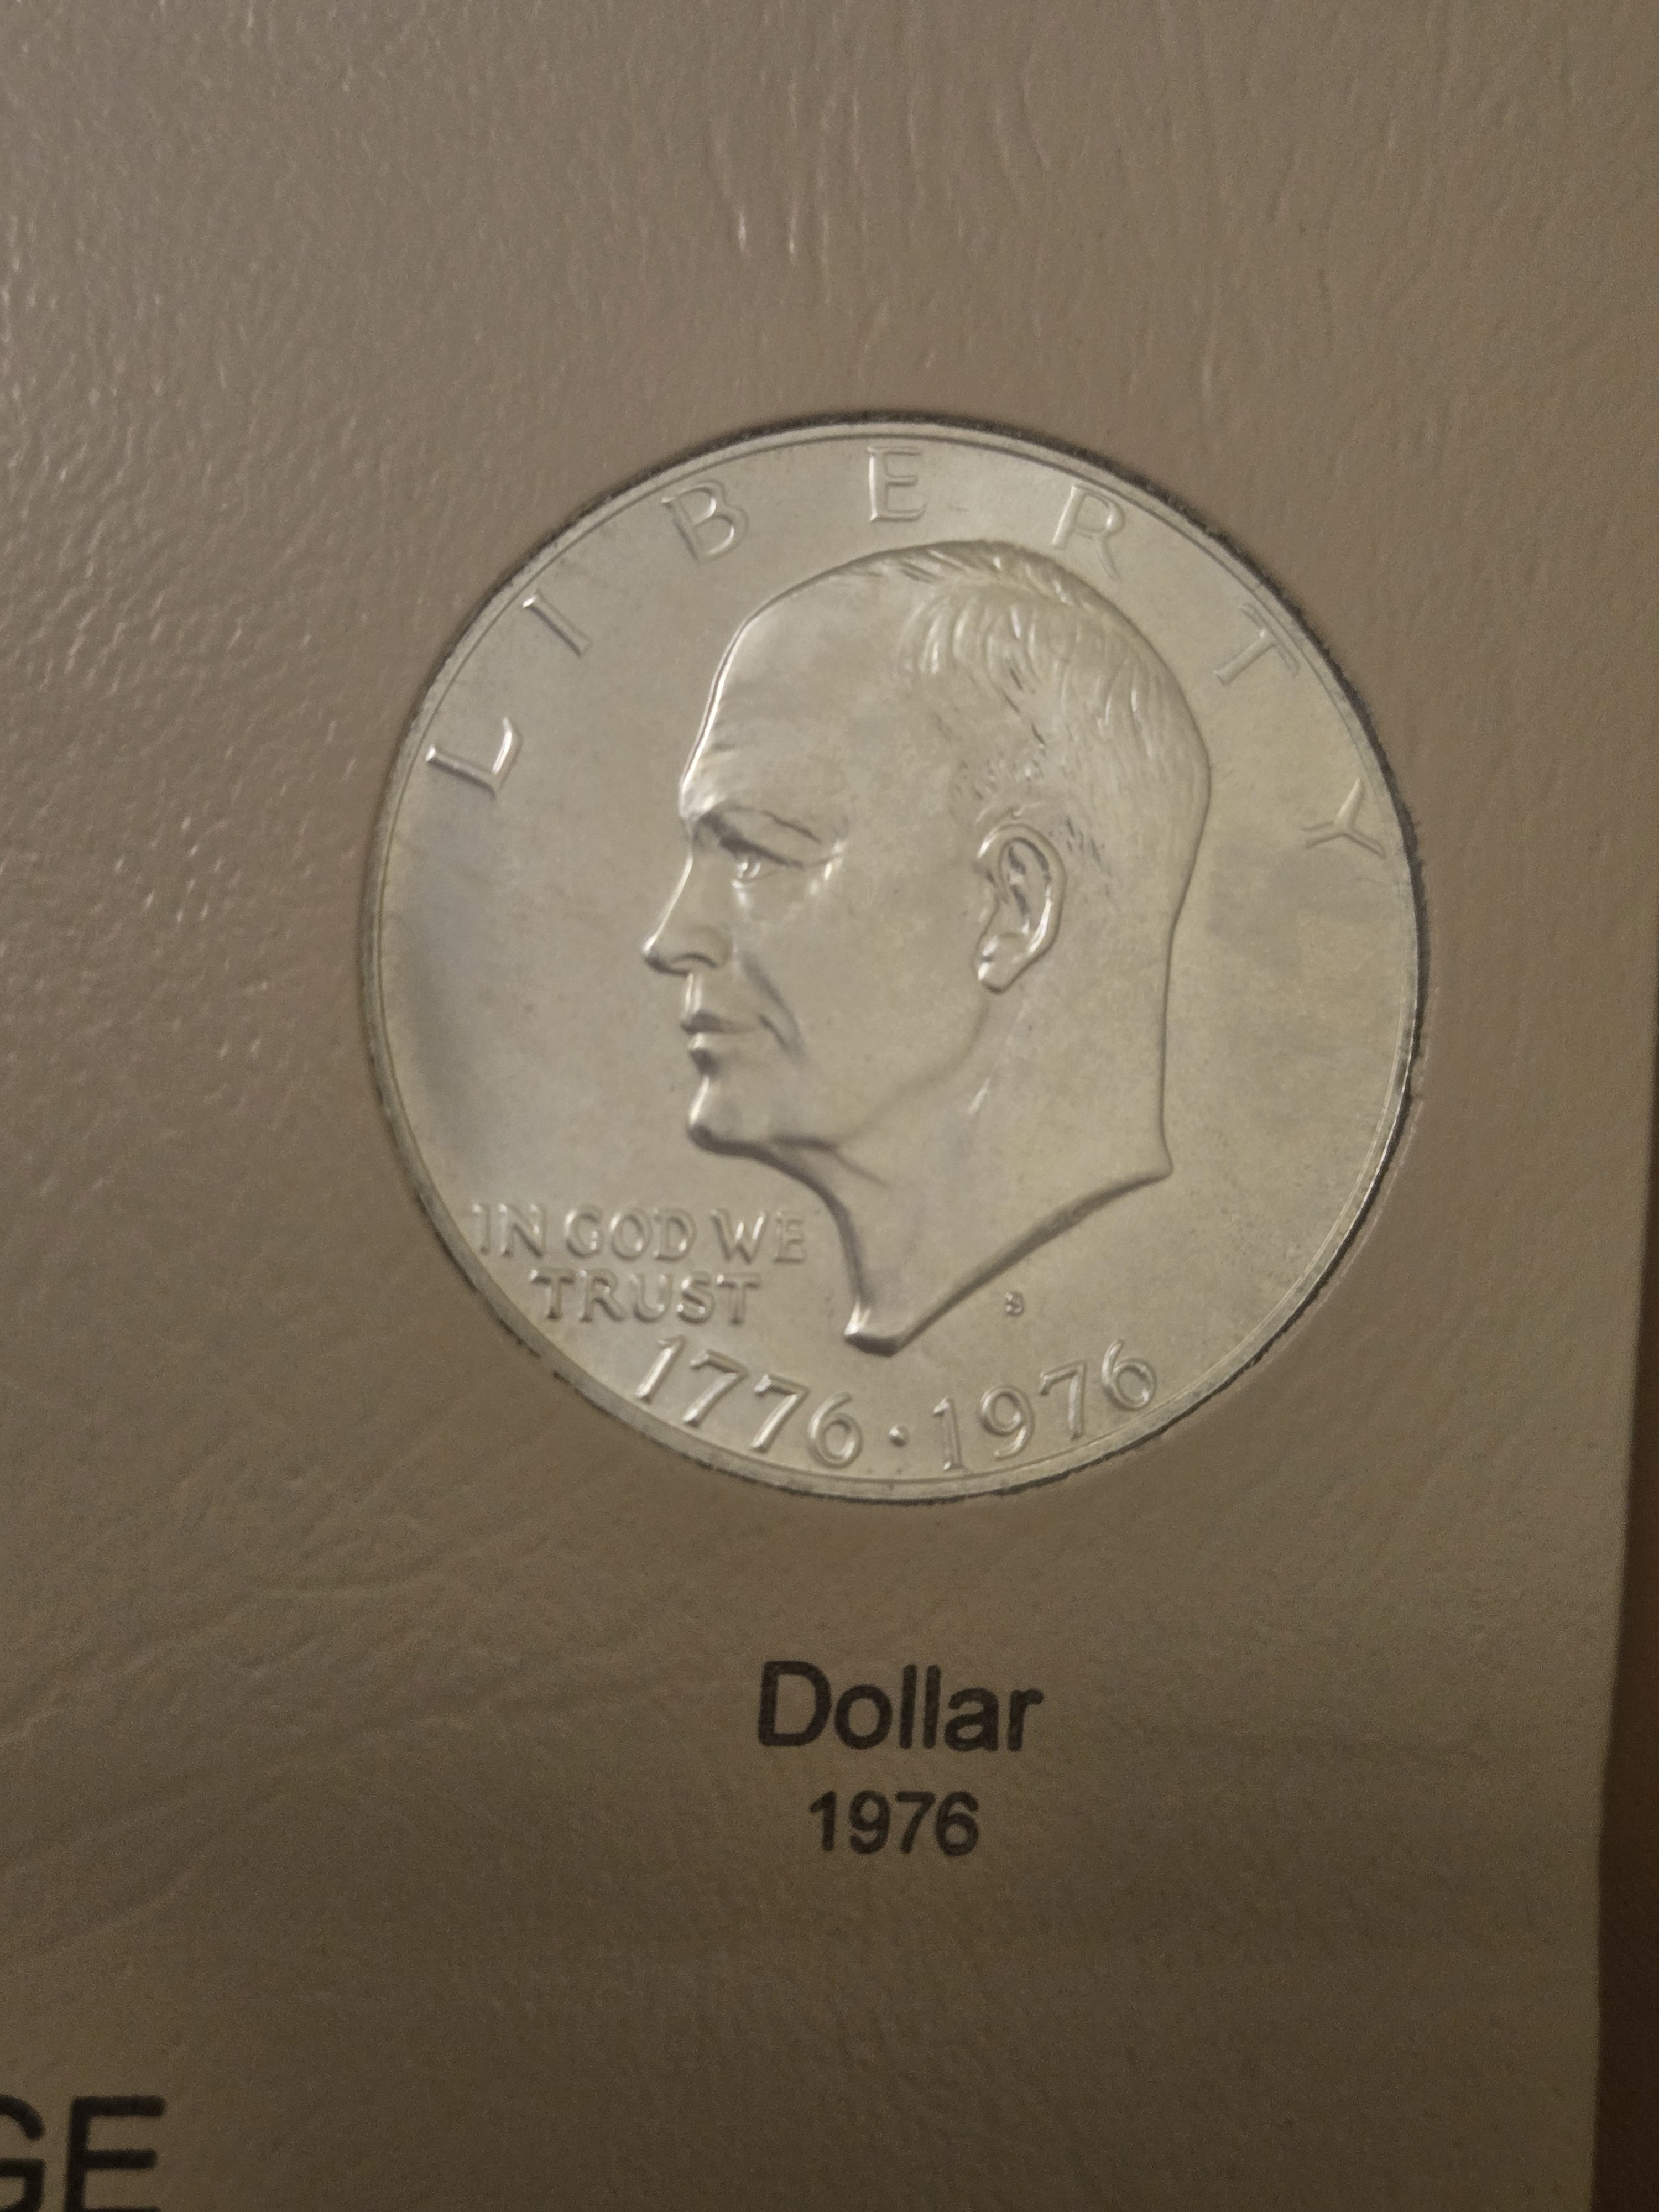 LIBERTY
IN GOD WE
TRUST
1776·1976
Dollar
1976
GE